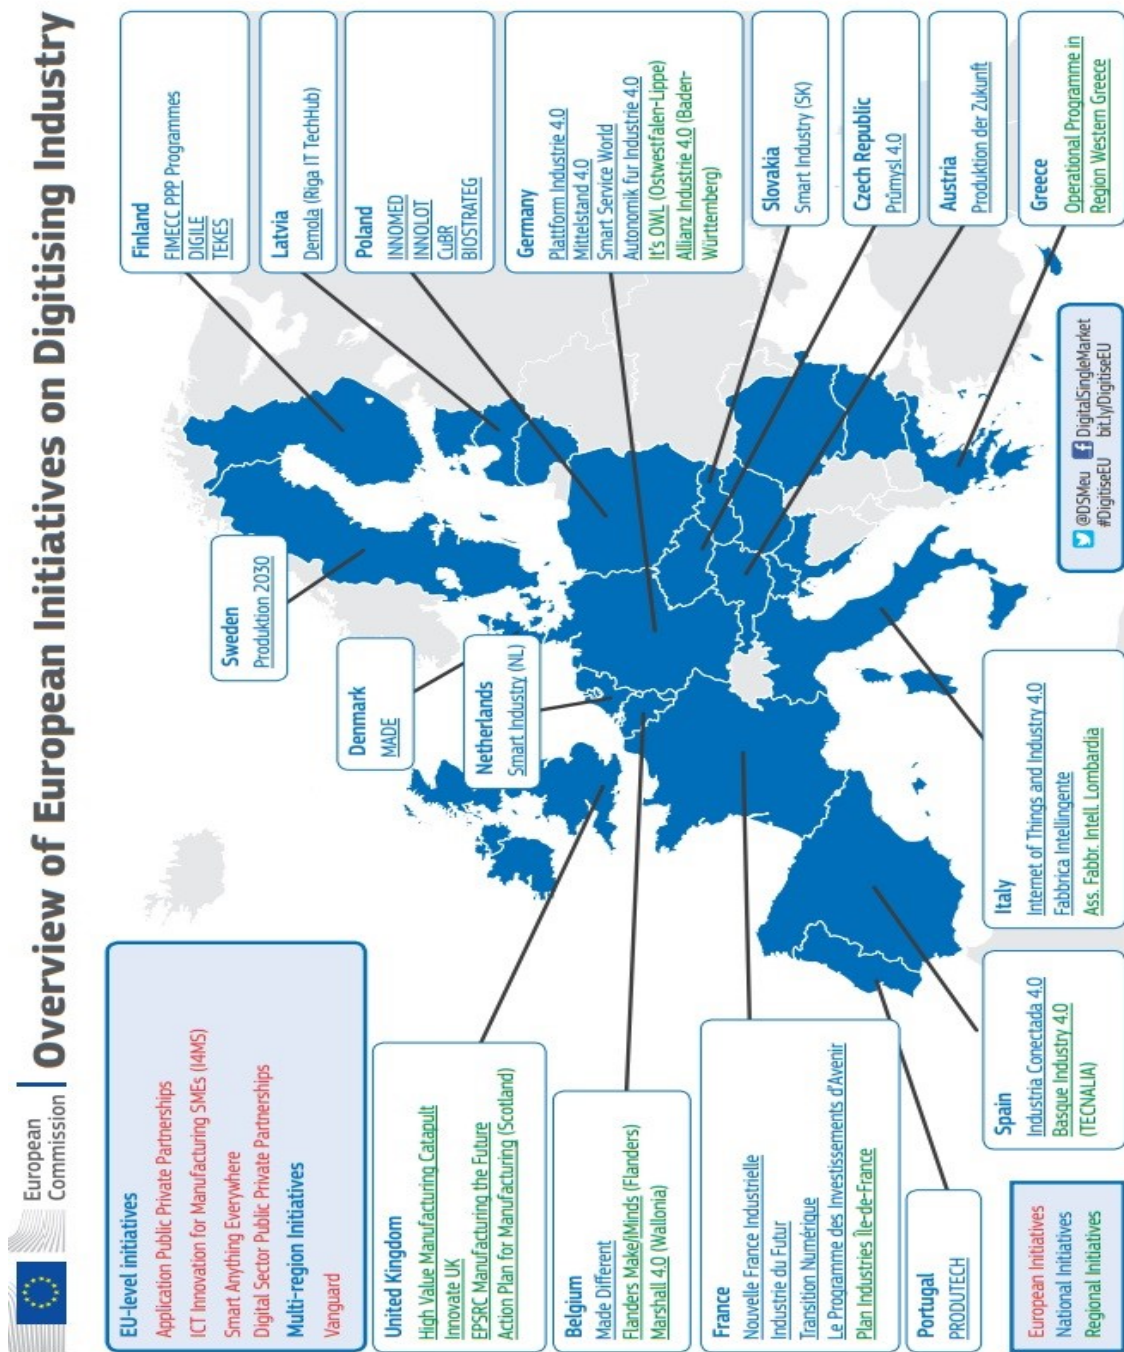 European
Commission
Overview of European Initiatives on Digitising Industry
EU-level initiatives
Application Public Private Partnerships
ICT Innovation for Manufacturing SMEs (I4MS)
Smart Anything Everywhere
Digital Sector Public Private Partnerships
Multi-region Initiatives
Vanguard
United Kingdom
High Value Manufacturing Catapult
Innovate UK
EPSRC Manufacturing the Future
Action Plan for Manufacturing (Scotland)
Belgium
Made Different
Flanders Make/iMinds (Flanders)
Marshall 4.0 (Wallonia)
France
Nouvelle France Industrielle
Industrie du Futur
Transition Numérique
Le Programme des Investissements d'Avenir
Plan Industries Île-de-France
Portugal
PRODUTECH
European Initiatives
National Initiatives
Regional Initiatives
Spain
Industria Conectada 4.0
Basque Industry 4.0
(TECNALIA)
Italy
Internet of Things and Industry 4.0
Fabbrica Intellingente
Ass. Fabbr. Intell. Lombardia
Sweden
Produktion 2030
Denmark
MADE
Netherlands
Smart Industry (NL)
Finland
FIMECC PPP Programmes
DIGILE
TEKES
Latvia
Demola (Riga IT TechHub)
Poland
INNOMED
INNOLOT
CuBR
BIOSTRATEG
Germany
Plattform Industrie 4.0
Mittelstand 4.0
Smart Service World
Autonomik fur Industrie 4.0
It's OWL (Ostwestfalen-Lippe)
Allianz Industrie 4.0 (Baden-
Württemberg)
Slovakia
Smart Industry (SK)
Czech Republic
Průmysl 4.0
Austria
Produktion der Zukunft
Greece
Operational Programme in
Region Western Greece
@DSMeu DigitalSingleMarket
#DigitiseEU bit.ly/DigitiseEU